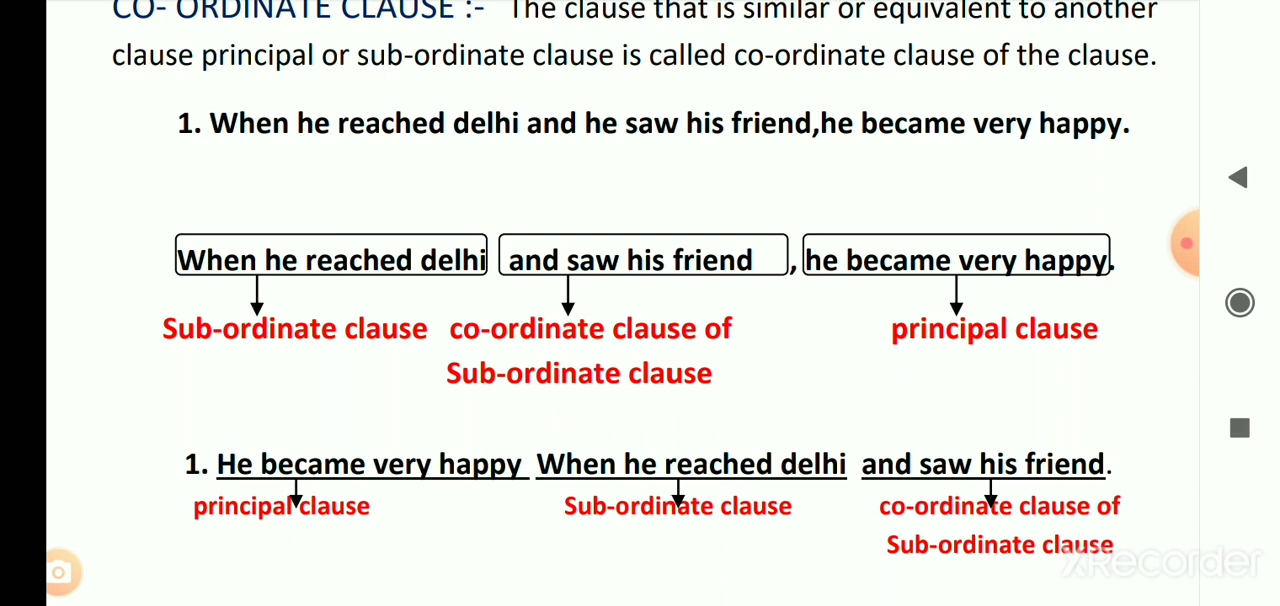 CO- ORDINATE CLAUSE :- The clause that is similar or equivalent to another
clause principal or sub-ordinate clause is called co-ordinate clause of the clause.
1. When he reached delhi and he saw his friend,he became very happy.
When he reached delhi and saw his friend , he became very happy.
Sub-ordinate clause co-ordinate clause of principal clause
Sub-ordinate clause
1. He became very happy When he reached delhi and saw his friend.
principal clause Sub-ordinate clause co-ordinate clause of
Sub-ordinate clause
XRecorder